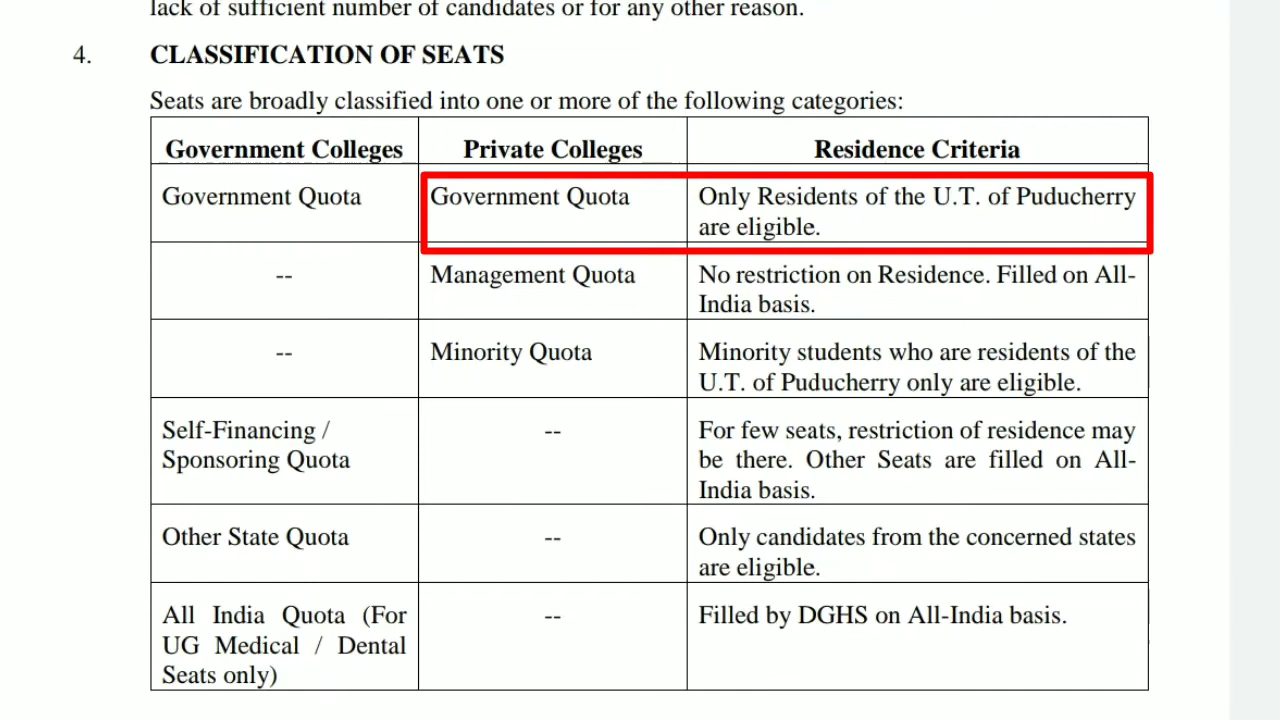 lack of sufficient number of candidates or for any other reason.
4. CLASSIFICATION OF SEATS
Seats are broadly classified into one or more of the following categories:
Government Colleges Private Colleges Residence Criteria
Government Quota Government Quota Only Residents of the U.T. of Puducherry
are eligible.
-- Management Quota No restriction on Residence. Filled on All-
India basis.
-- Minority Quota Minority students who are residents of the
U.T. of Puducherry only are eligible.
Self-Financing / -- For few seats, restriction of residence may
Sponsoring Quota be there. Other Seats are filled on All-
India basis.
Other State Quota -- Only candidates from the concerned states
are eligible.
All India Quota (For -- Filled by DGHS on All-India basis.
UG Medical / Dental
Seats only)